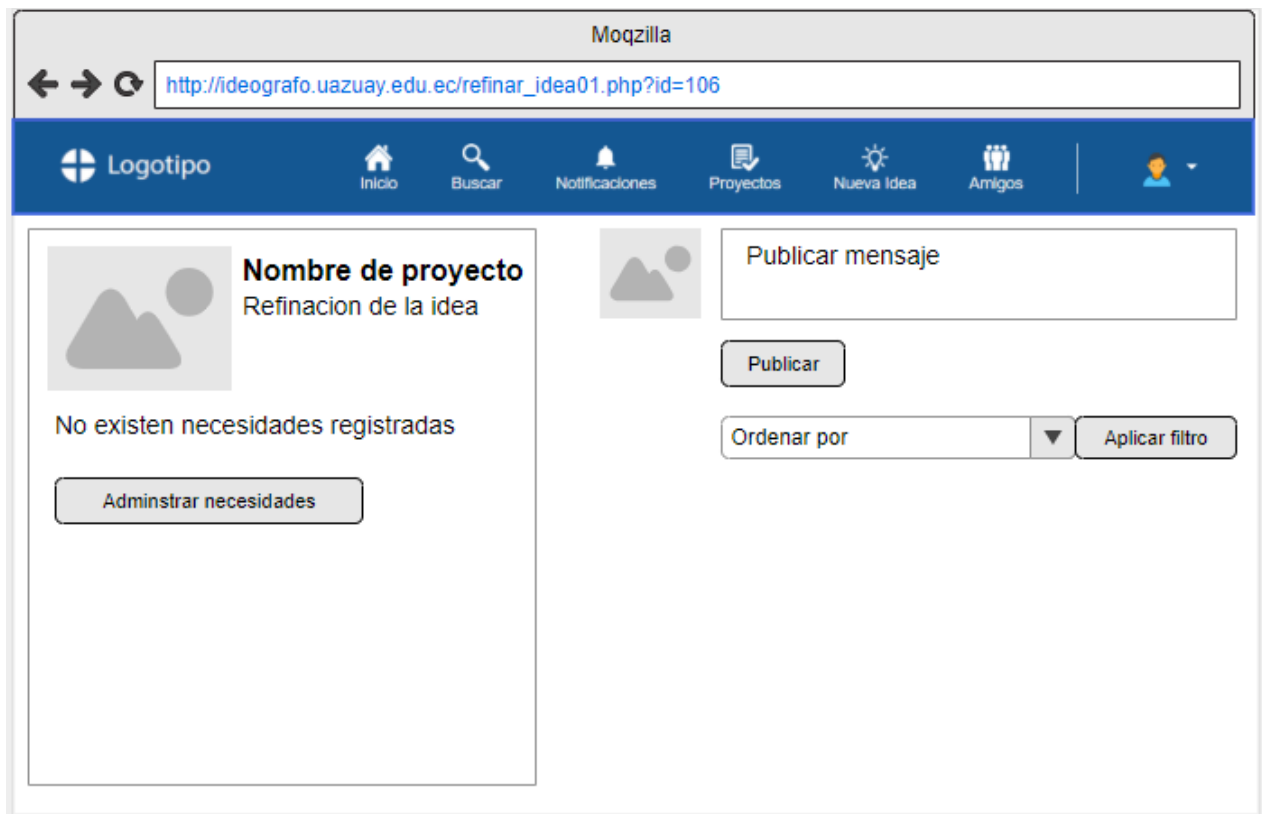 Moqzilla
http://ideografo.uazuay.edu.ec/refinar_idea01.php?id=106
Logotipo
Inicio
Buscar
Notificaciones
Proyectos
Nueva Idea
Amigos
Nombre de proyecto
Refinacion de la idea
No existen necesidades registradas
Adminstrar necesidades
Publicar mensaje
Publicar
Ordenar por
Aplicar filtro